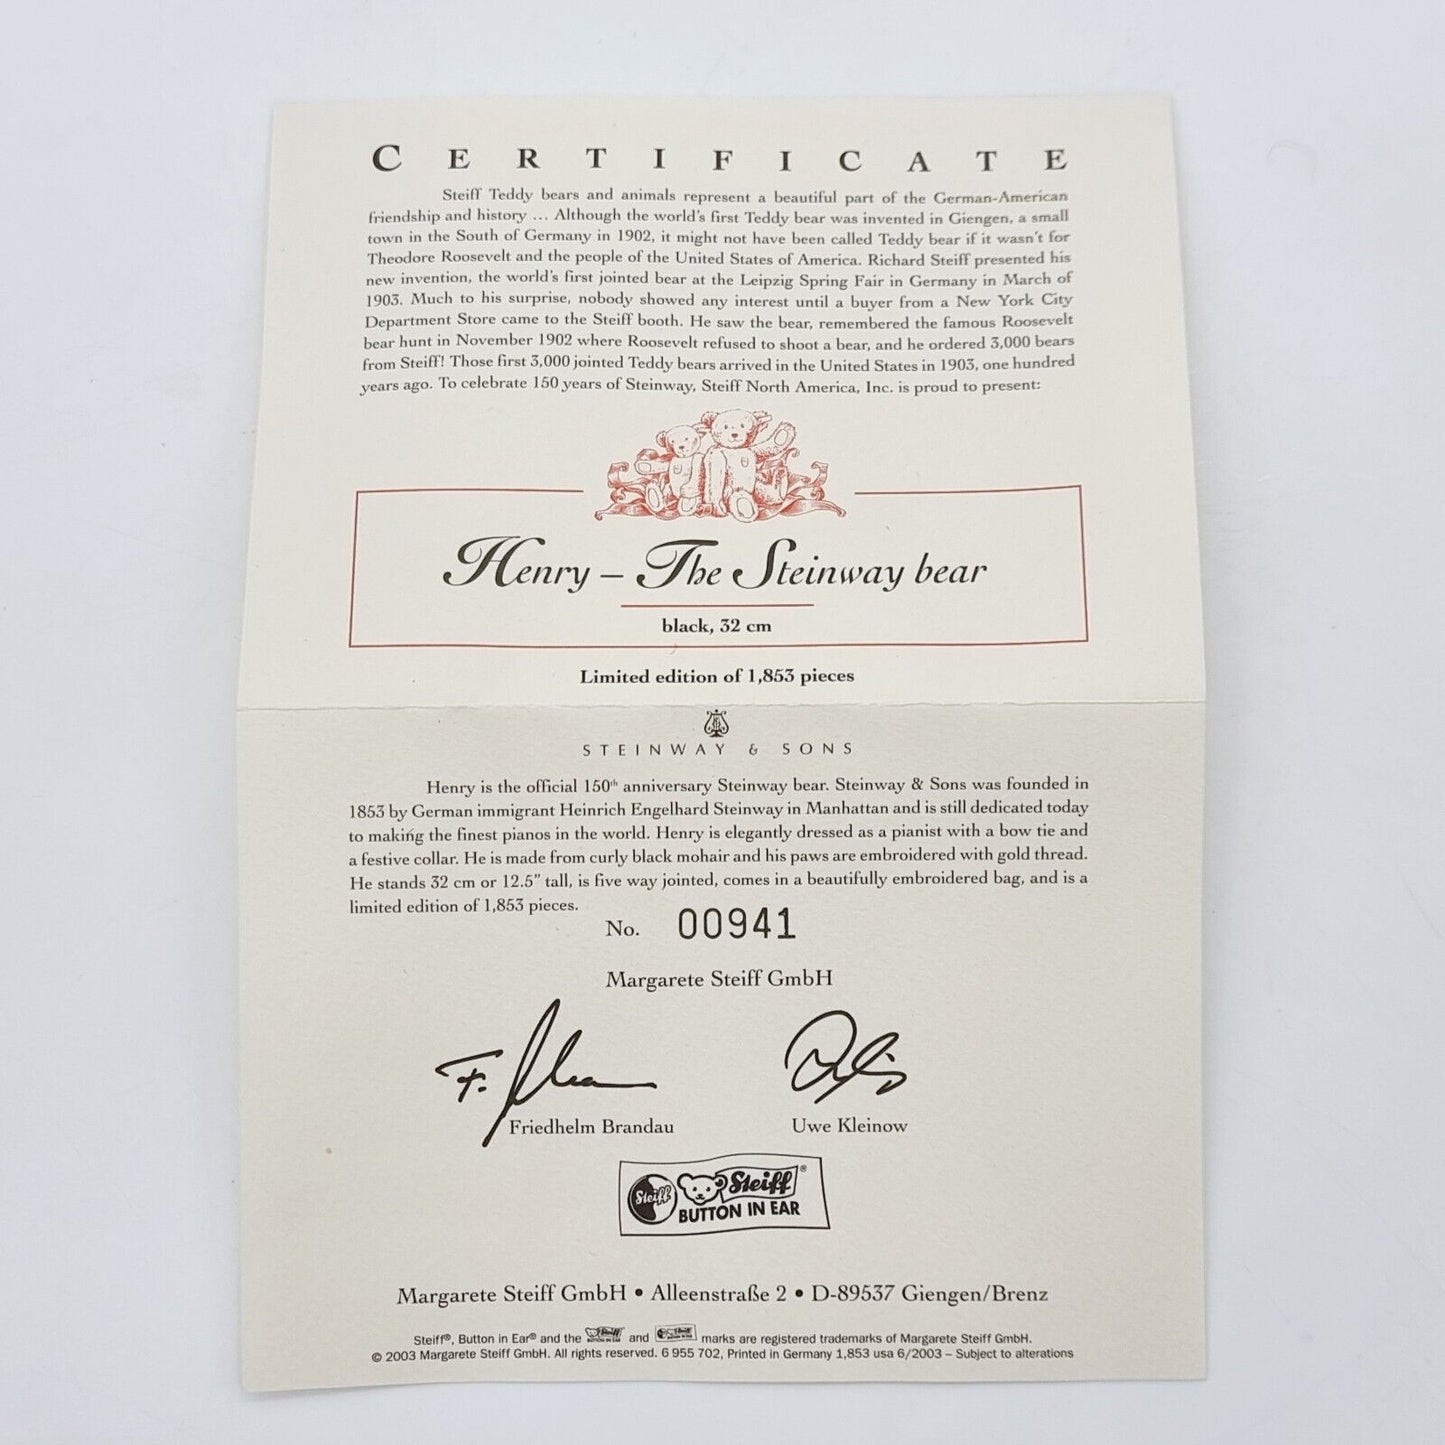 CERTIFICATE
Steiff Teddy bears and animals represent a beautiful part of the German-American
friendship and history … Although the world's first Teddy bear was invented in Giengen, a small
town in the South of Germany in 1902, it might not have been called Teddy bear if it wasn't for
Theodore Roosevelt and the people of the United States of America. Richard Steiff presented his
new invention, the world's first jointed bear at the Leipzig Spring Fair in Germany in March of
1903. Much to his surprise, nobody showed any interest until a buyer from a New York City
Department Store came to the Steiff booth. He saw the bear, remembered the famous Roosevelt
bear hunt in November 1902 where Roosevelt refused to shoot a bear, and he ordered 3,000 bears
from Steiff! Those first 3,000 jointed Teddy bears arrived in the United States in 1903, one hundred
years ago. To celebrate 150 years of Steinway, Steiff North America, Inc. is proud to present:
Henry – The Steinway bear
black, 32 cm
Limited edition of 1,853 pieces
STEINWAY & SONS
Henry is the official 150th anniversary Steinway bear. Steinway & Sons was founded in
1853 by German immigrant Heinrich Engelhard Steinway in Manhattan and is still dedicated today
to making the finest pianos in the world. Henry is elegantly dressed as a pianist with a bow tie and
a festive collar. He is made from curly black mohair and his paws are embroidered with gold thread.
He stands 32 cm or 12.5" tall, is five way jointed, comes in a beautifully embroidered bag, and is a
limited edition of 1,853 pieces.
No. 00941
Margarete Steiff GmbH
Friedhelm Brandau Uwe Kleinow
Steiff Steiff®
BUTTON IN EAR
Margarete Steiff GmbH • Alleenstraße 2 • D-89537 Giengen/Brenz
Steiff®, Button in Ear® and the Steiff BUTTON IN EAR and Steiff BUTTON IN EAR marks are registered trademarks of Margarete Steiff GmbH.
© 2003 Margarete Steiff GmbH. All rights reserved. 6 955 702, Printed in Germany 1,853 usa 6/2003 – Subject to alterations